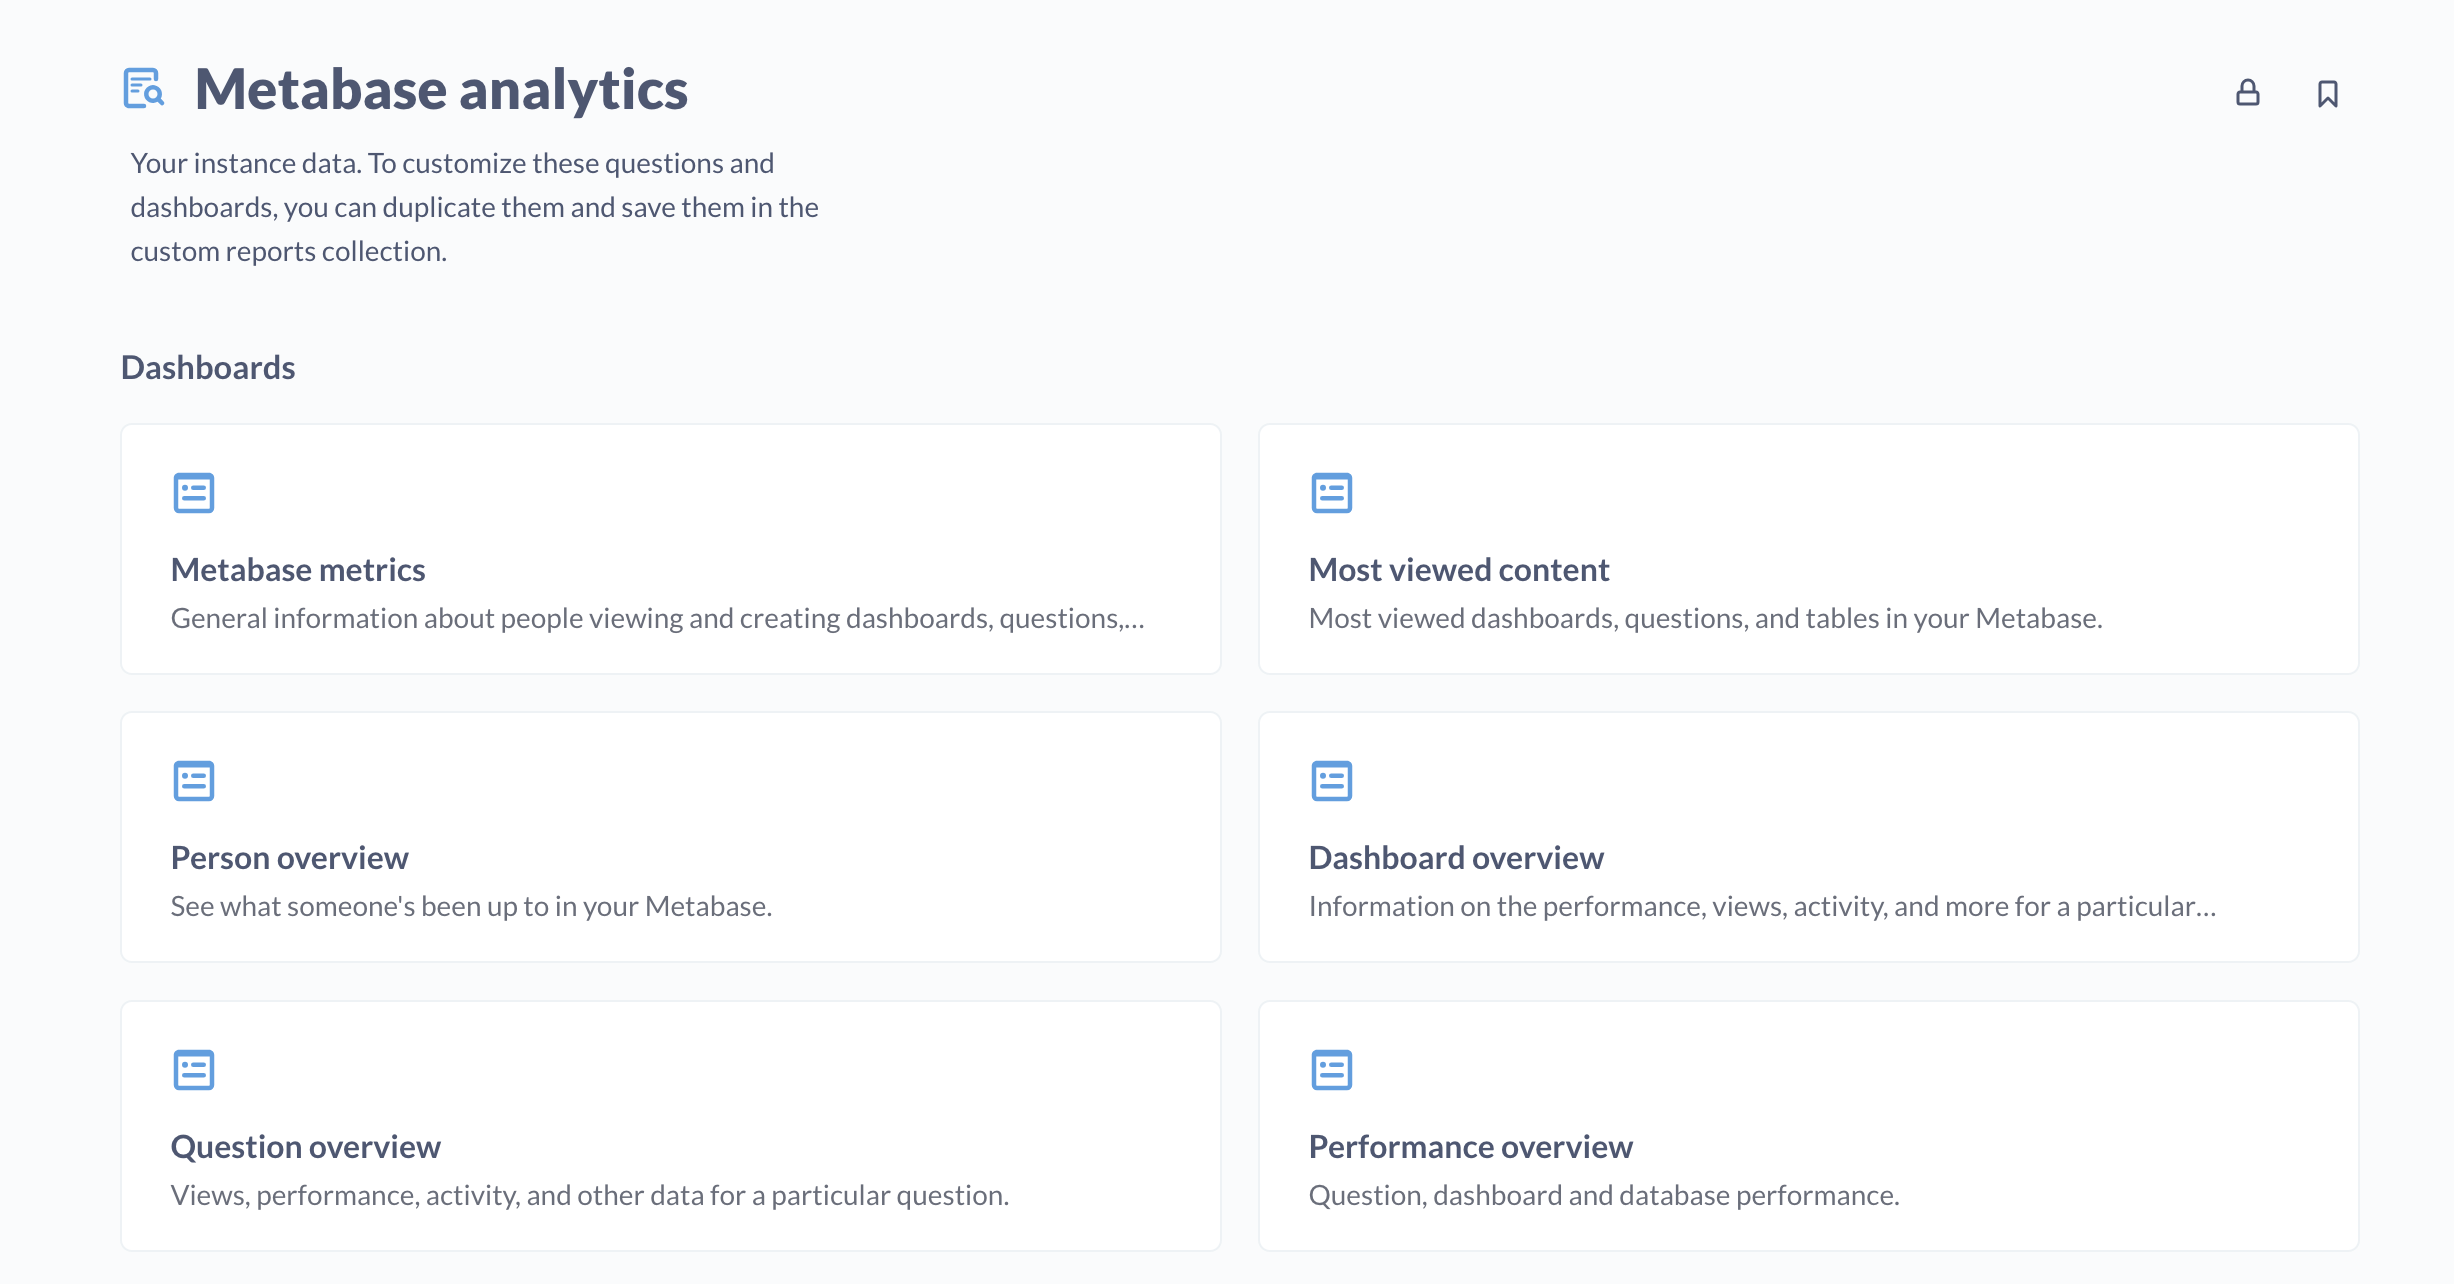 Metabase analytics
Your instance data. To customize these questions and
dashboards, you can duplicate them and save them in the
custom reports collection.
Dashboards
Metabase metrics
General information about people viewing and creating dashboards, questions,...
Most viewed content
Most viewed dashboards, questions, and tables in your Metabase.
Person overview
See what someone's been up to in your Metabase.
Dashboard overview
Information on the performance, views, activity, and more for a particular...
Question overview
Views, performance, activity, and other data for a particular question.
Performance overview
Question, dashboard and database performance.